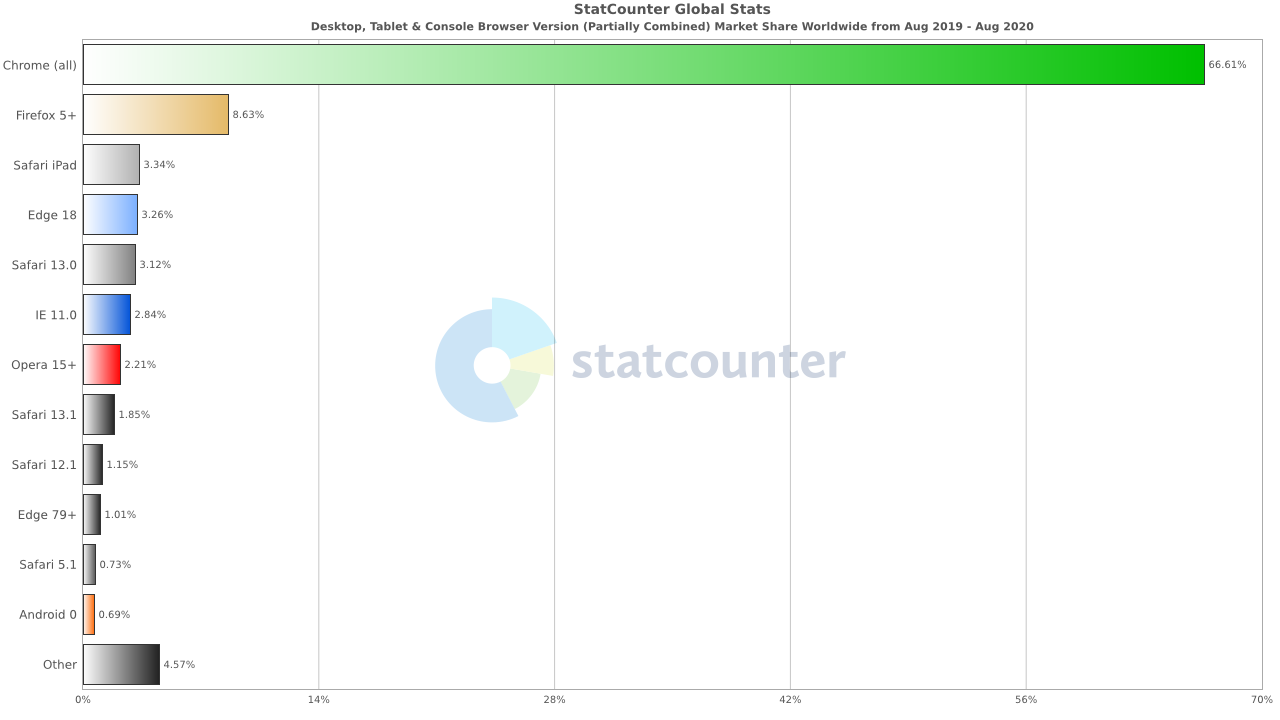 StatCounter Global Stats
Desktop, Tablet & Console Browser Version (Partially Combined) Market Share Worldwide from Aug 2019 - Aug 2020
Chrome (all) 66.61%
Firefox 5+ 8.63%
Safari iPad 3.34%
Edge 18 3.26%
Safari 13.0 3.12%
IE 11.0 2.84%
statcounter
Opera 15+ 2.21%
Safari 13.1 1.85%
Safari 12.1 1.15%
Edge 79+ 1.01%
Safari 5.1 0.73%
Android 0 0.69%
Other 4.57%
0% 14% 28% 42% 56% 70%